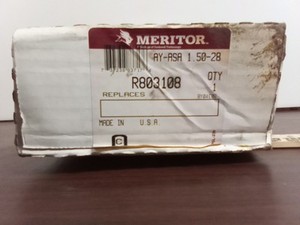 MERITOR
AY-ASA 1.50-28
R803108
QTY
1
REPLACES
MADE IN U.S.A
C